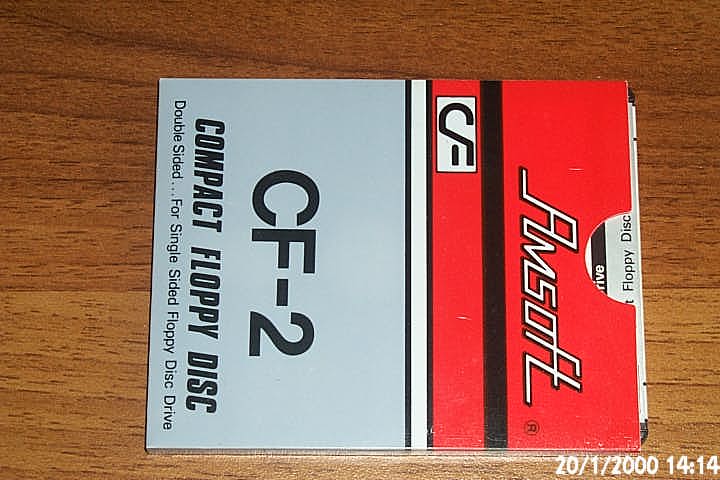 Amsoft®
CF
CF-2
COMPACT FLOPPY DISC
Double Sided...For Single Sided Floppy Disc Drive
rive
t Floppy Disc
20/1/2000 14:14